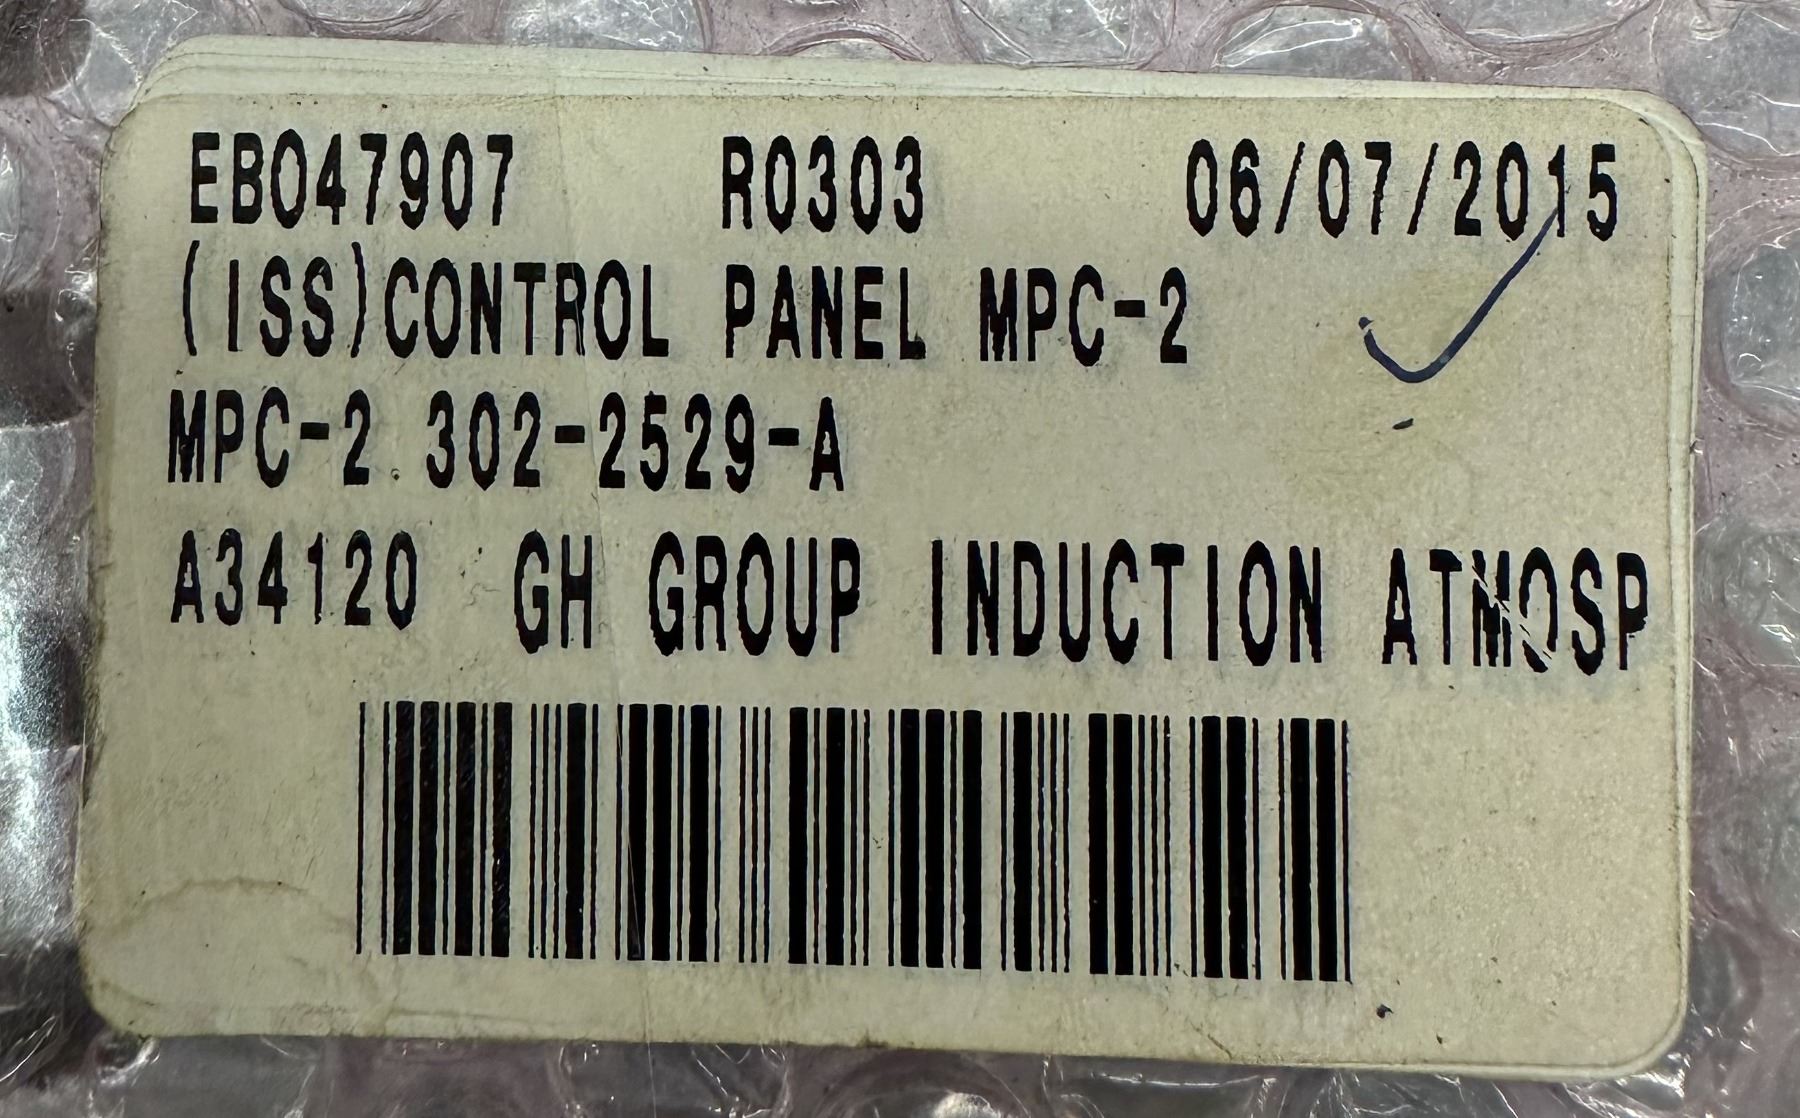 EB047907 R0303 06/07/2015
(ISS)CONTROL PANEL MPC-2
MPC-2 302-2529-A
A34120 GH GROUP INDUCTION ATMOSP